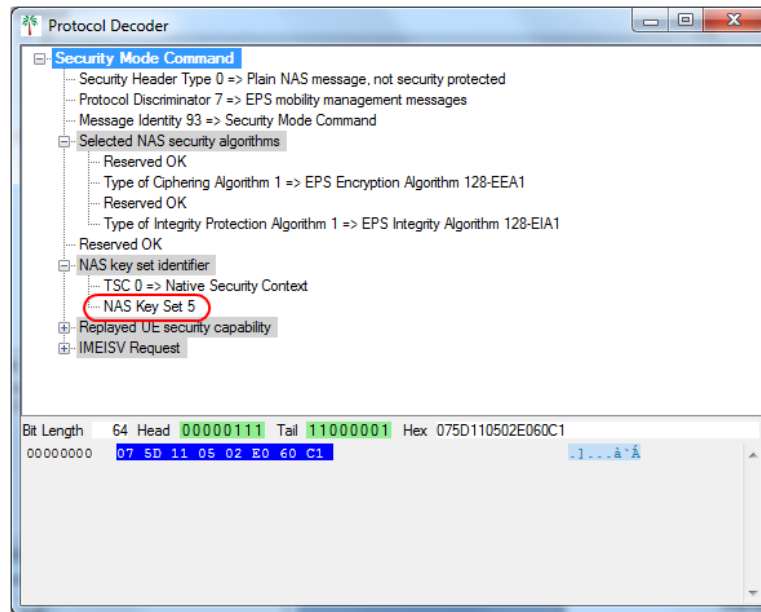 Protocol Decoder
Security Mode Command
Security Header Type 0 => Plain NAS message, not security protected
Protocol Discriminator 7 => EPS mobility management messages
Message Identity 93 => Security Mode Command
Selected NAS security algorithms
Reserved OK
Type of Ciphering Algorithm 1 => EPS Encryption Algorithm 128-EEA1
Reserved OK
Type of Integrity Protection Algorithm 1 => EPS Integrity Algorithm 128-EIA1
Reserved OK
NAS key set identifier
TSC 0 => Native Security Context
NAS Key Set 5
Replayed UE security capability
IMEISV Request
Bit Length 64 Head 00000111 Tail 11000001 Hex 075D110502E060C1
00000000 07 5D 11 05 02 E0 60 C1 .]...à`Á